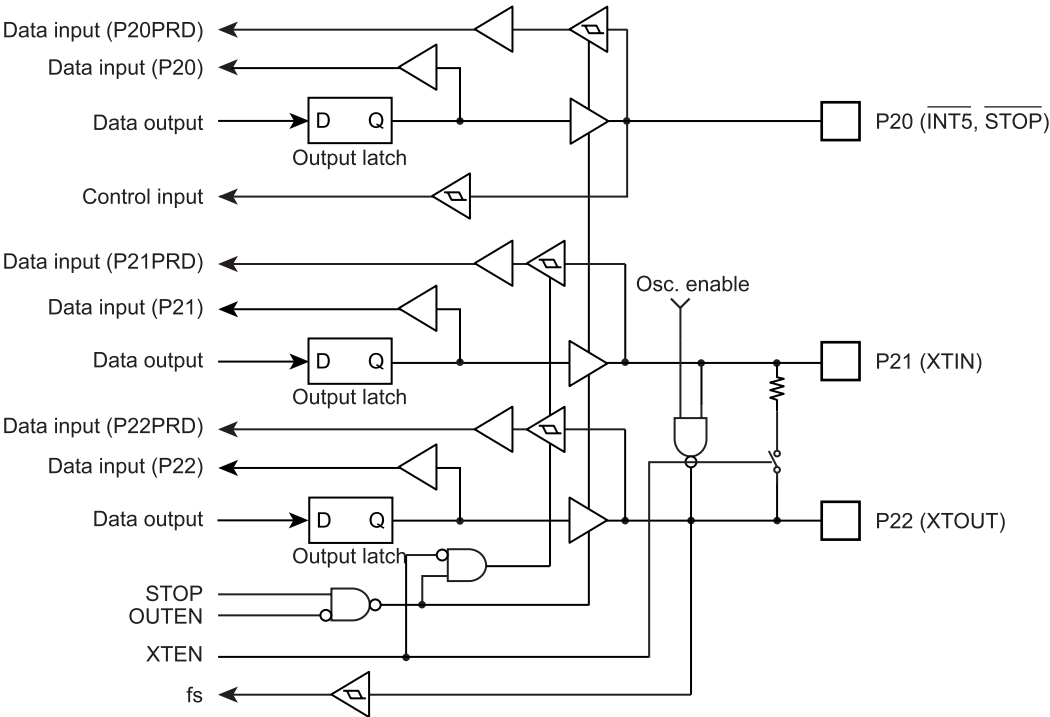 Data input (P20PRD)
Data input (P20)
Data output
D Q
Output latch
P20 (INT5, STOP)
Control input
Data input (P21PRD)
Osc. enable
Data input (P21)
Data output
D Q
P21 (XTIN)
Output latch
Data input (P22PRD)
Data input (P22)
Data output
D Q
P22 (XTOUT)
Output latch
STOP
OUTEN
XTEN
fs